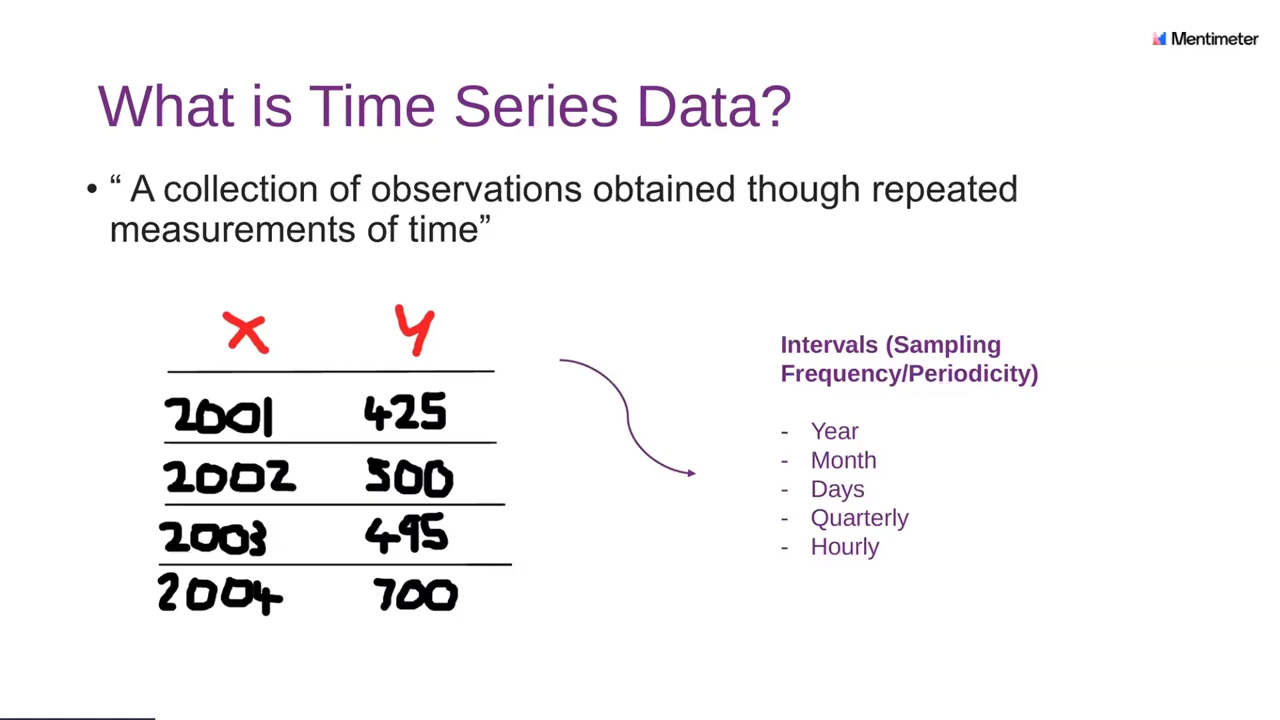 Mentimeter
What is Time Series Data?
• “ A collection of observations obtained though repeated
measurements of time”
X Y
2001 425
2002 500
2003 495
2004 700
Intervals (Sampling
Frequency/Periodicity)
- Year
- Month
- Days
- Quarterly
- Hourly